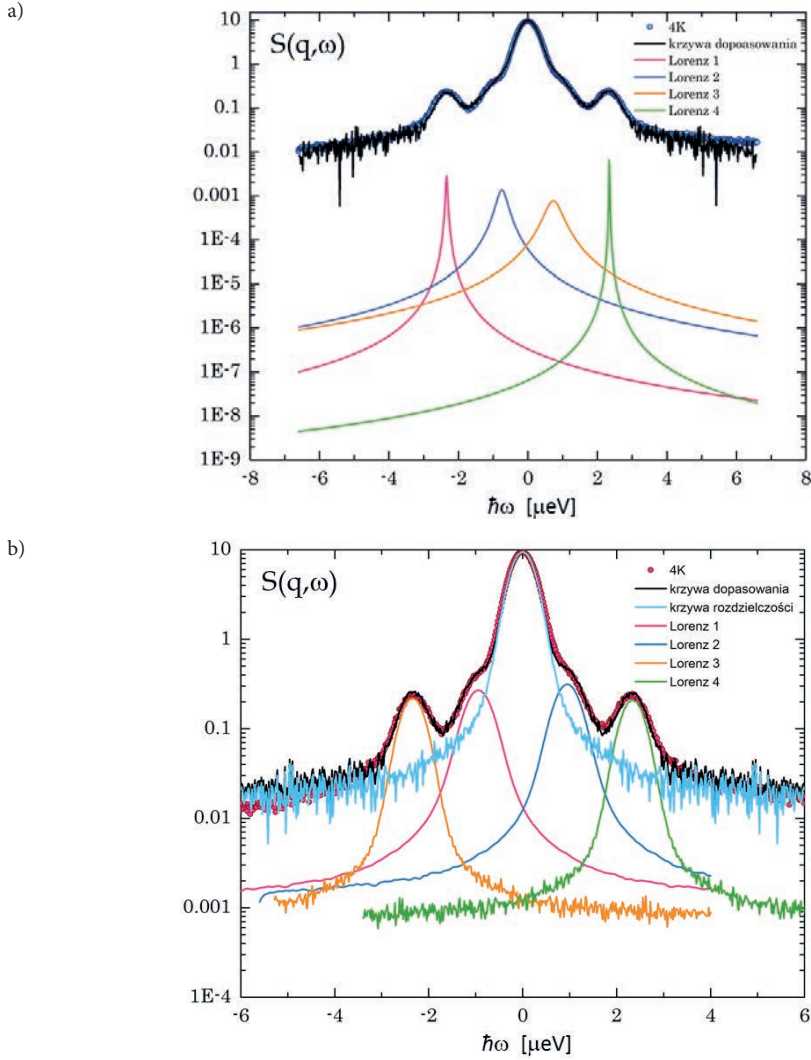 a)
S(q,ω)
4K
krzywa dopoasowania
Lorenz 1
Lorenz 2
Lorenz 3
Lorenz 4
10
1
0.1
0.01
0.001
1E-4
1E-5
1E-6
1E-7
1E-8
1E-9
-8 -6 -4 -2 0 2 4 6 8
ħω [μeV]
b)
S(q,ω)
4K
krzywa dopasowania
krzywa rozdzielczości
Lorenz 1
Lorenz 2
Lorenz 3
Lorenz 4
10
1
0.1
0.01
0.001
1E-4
-6 -4 -2 0 2 4 6
ħω [μeV]